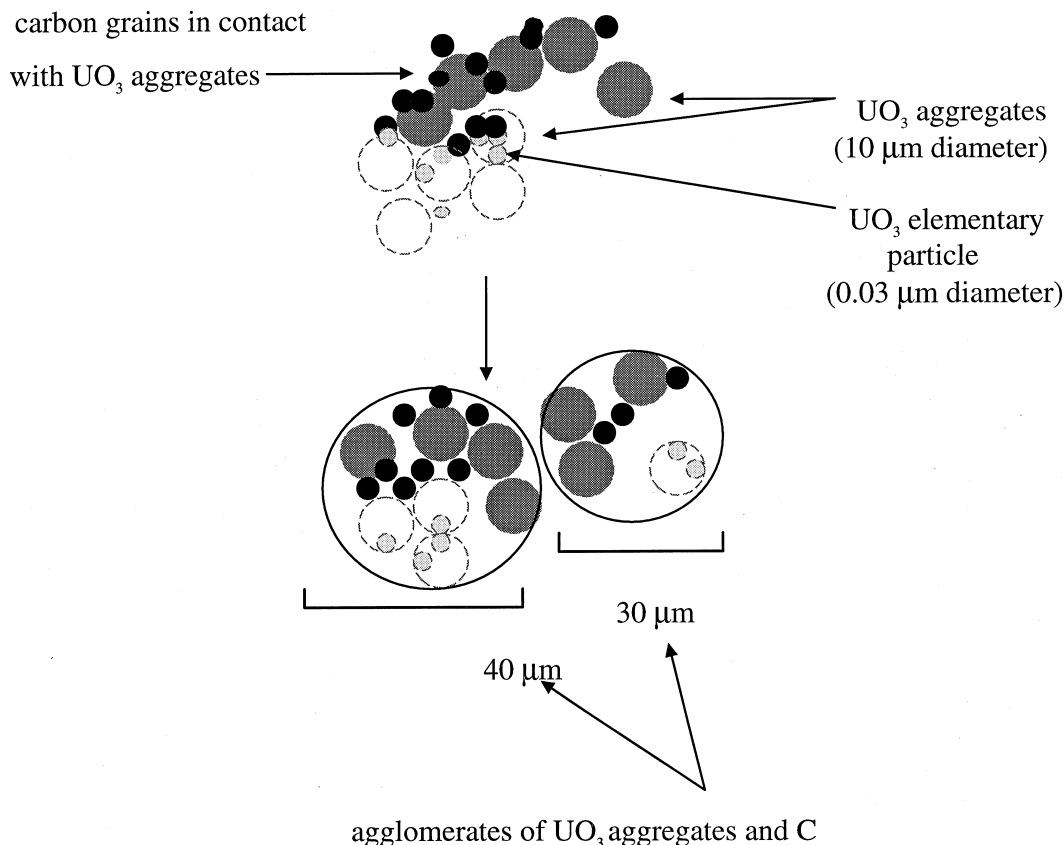 carbon grains in contact
with UO₃ aggregates
UO₃ aggregates
(10 μm diameter)
UO₃ elementary
particle
(0.03 μm diameter)
30 μm
40 μm
agglomerates of UO₃ aggregates and C